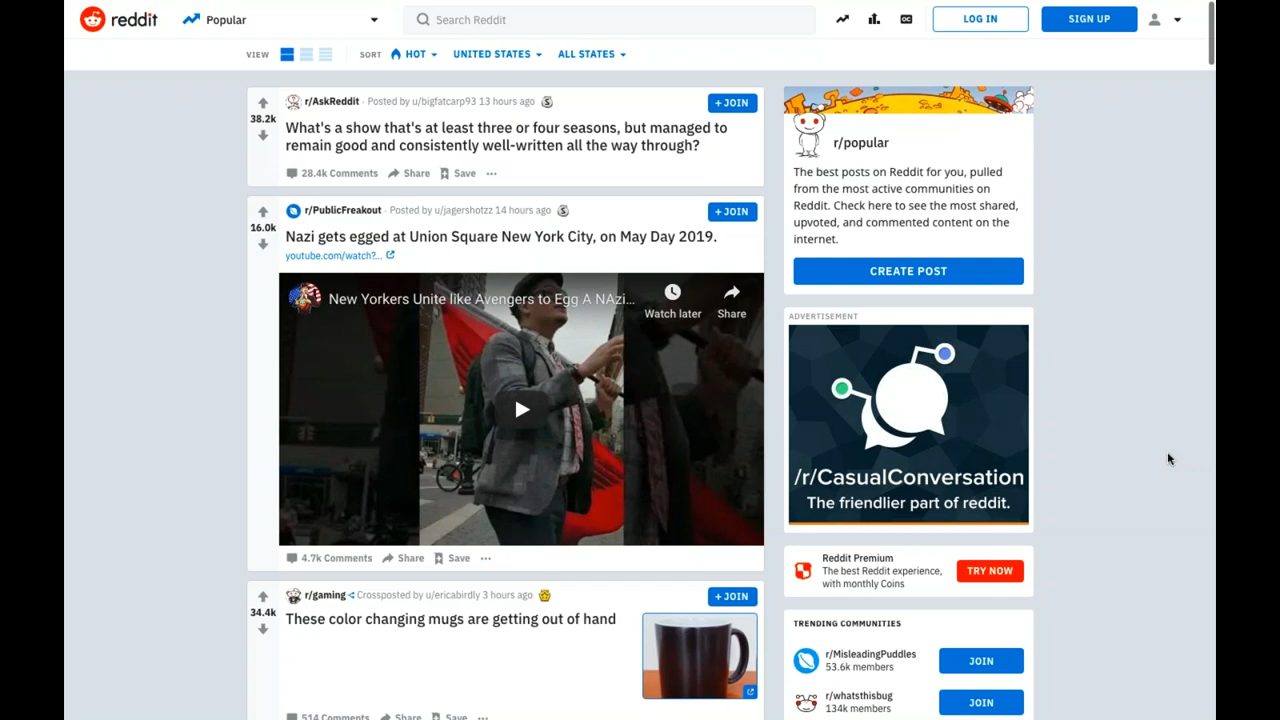 reddit
Popular
Search Reddit
LOG IN
SIGN UP
VIEW
SORT
HOT
UNITED STATES
ALL STATES
r/AskReddit · Posted by u/bigfatcarp93 13 hours ago
+ JOIN
38.2k
What's a show that's at least three or four seasons, but managed to
remain good and consistently well-written all the way through?
28.4k Comments Share Save ...
r/PublicFreakout · Posted by u/jagershotzz 14 hours ago
+ JOIN
16.0k
Nazi gets egged at Union Square New York City, on May Day 2019.
youtube.com/watch?...
New Yorkers Unite like Avengers to Egg A NAzi...
Watch later
Share
4.7k Comments Share Save ...
r/gaming Crossposted by u/ericabirdly 3 hours ago
+ JOIN
34.4k
These color changing mugs are getting out of hand
514 Comments Share Save ...
r/popular
The best posts on Reddit for you, pulled
from the most active communities on
Reddit. Check here to see the most shared,
upvoted, and commented content on the
internet.
CREATE POST
ADVERTISEMENT
/r/CasualConversation
The friendlier part of reddit.
Reddit Premium
The best Reddit experience,
with monthly Coins
TRY NOW
TRENDING COMMUNITIES
r/MisleadingPuddles
53.6k members
JOIN
r/whatsthisbug
134k members
JOIN